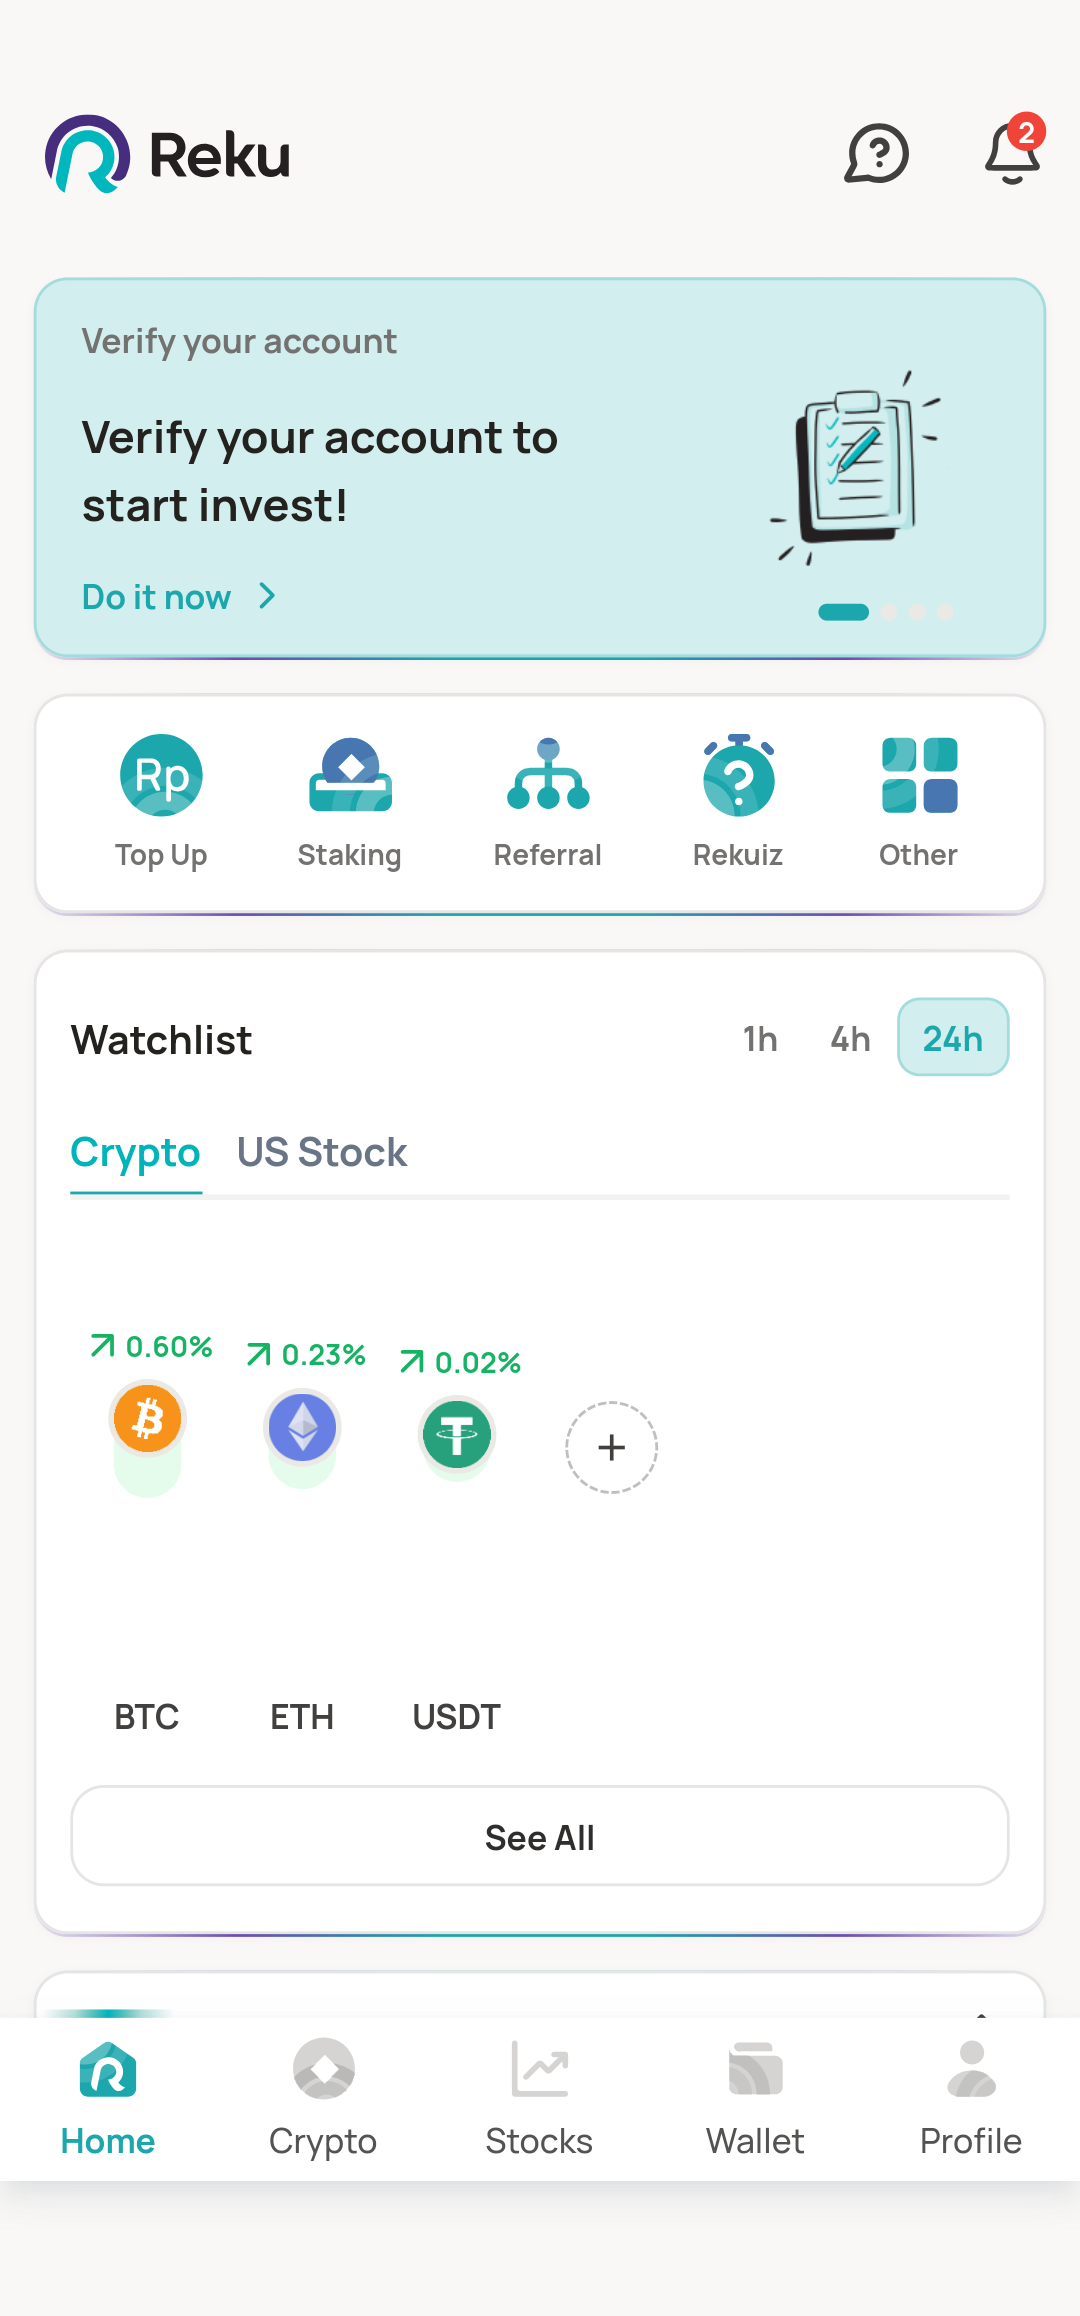 Reku
2
Verify your account
Verify your account to
start invest!
Do it now
Rp
Top Up
Staking
Referral
Rekuiz
Other
Watchlist
1h
4h
24h
Crypto
US Stock
0.60%
0.23%
0.02%
BTC
ETH
USDT
See All
Home
Crypto
Stocks
Wallet
Profile